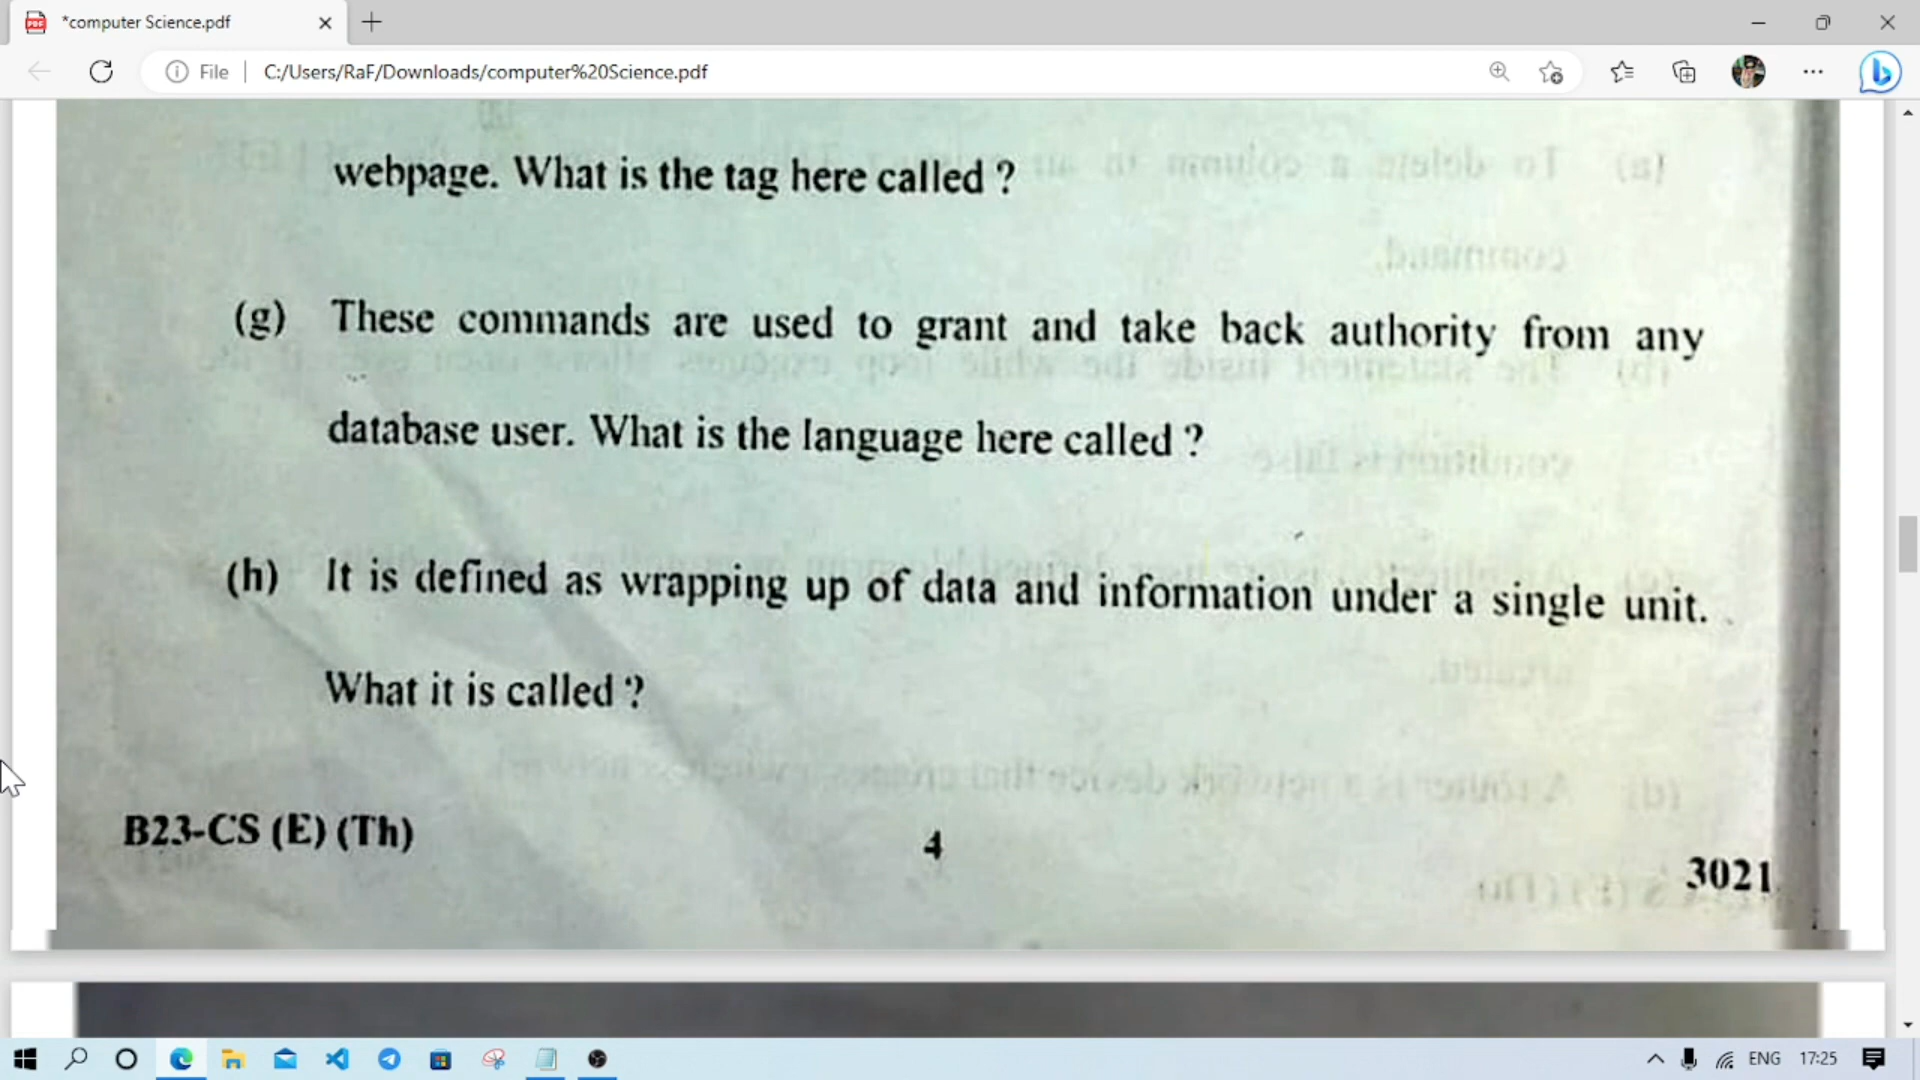 *computer Science.pdf
File
C:/Users/RaF/Downloads/computer%20Science.pdf
webpage. What is the tag here called ?
(g) These commands are used to grant and take back authority from any
database user. What is the language here called ?
(h) It is defined as wrapping up of data and information under a single unit.
What it is called ?
B23-CS (E) (Th)
4
3021
ENG
17:25